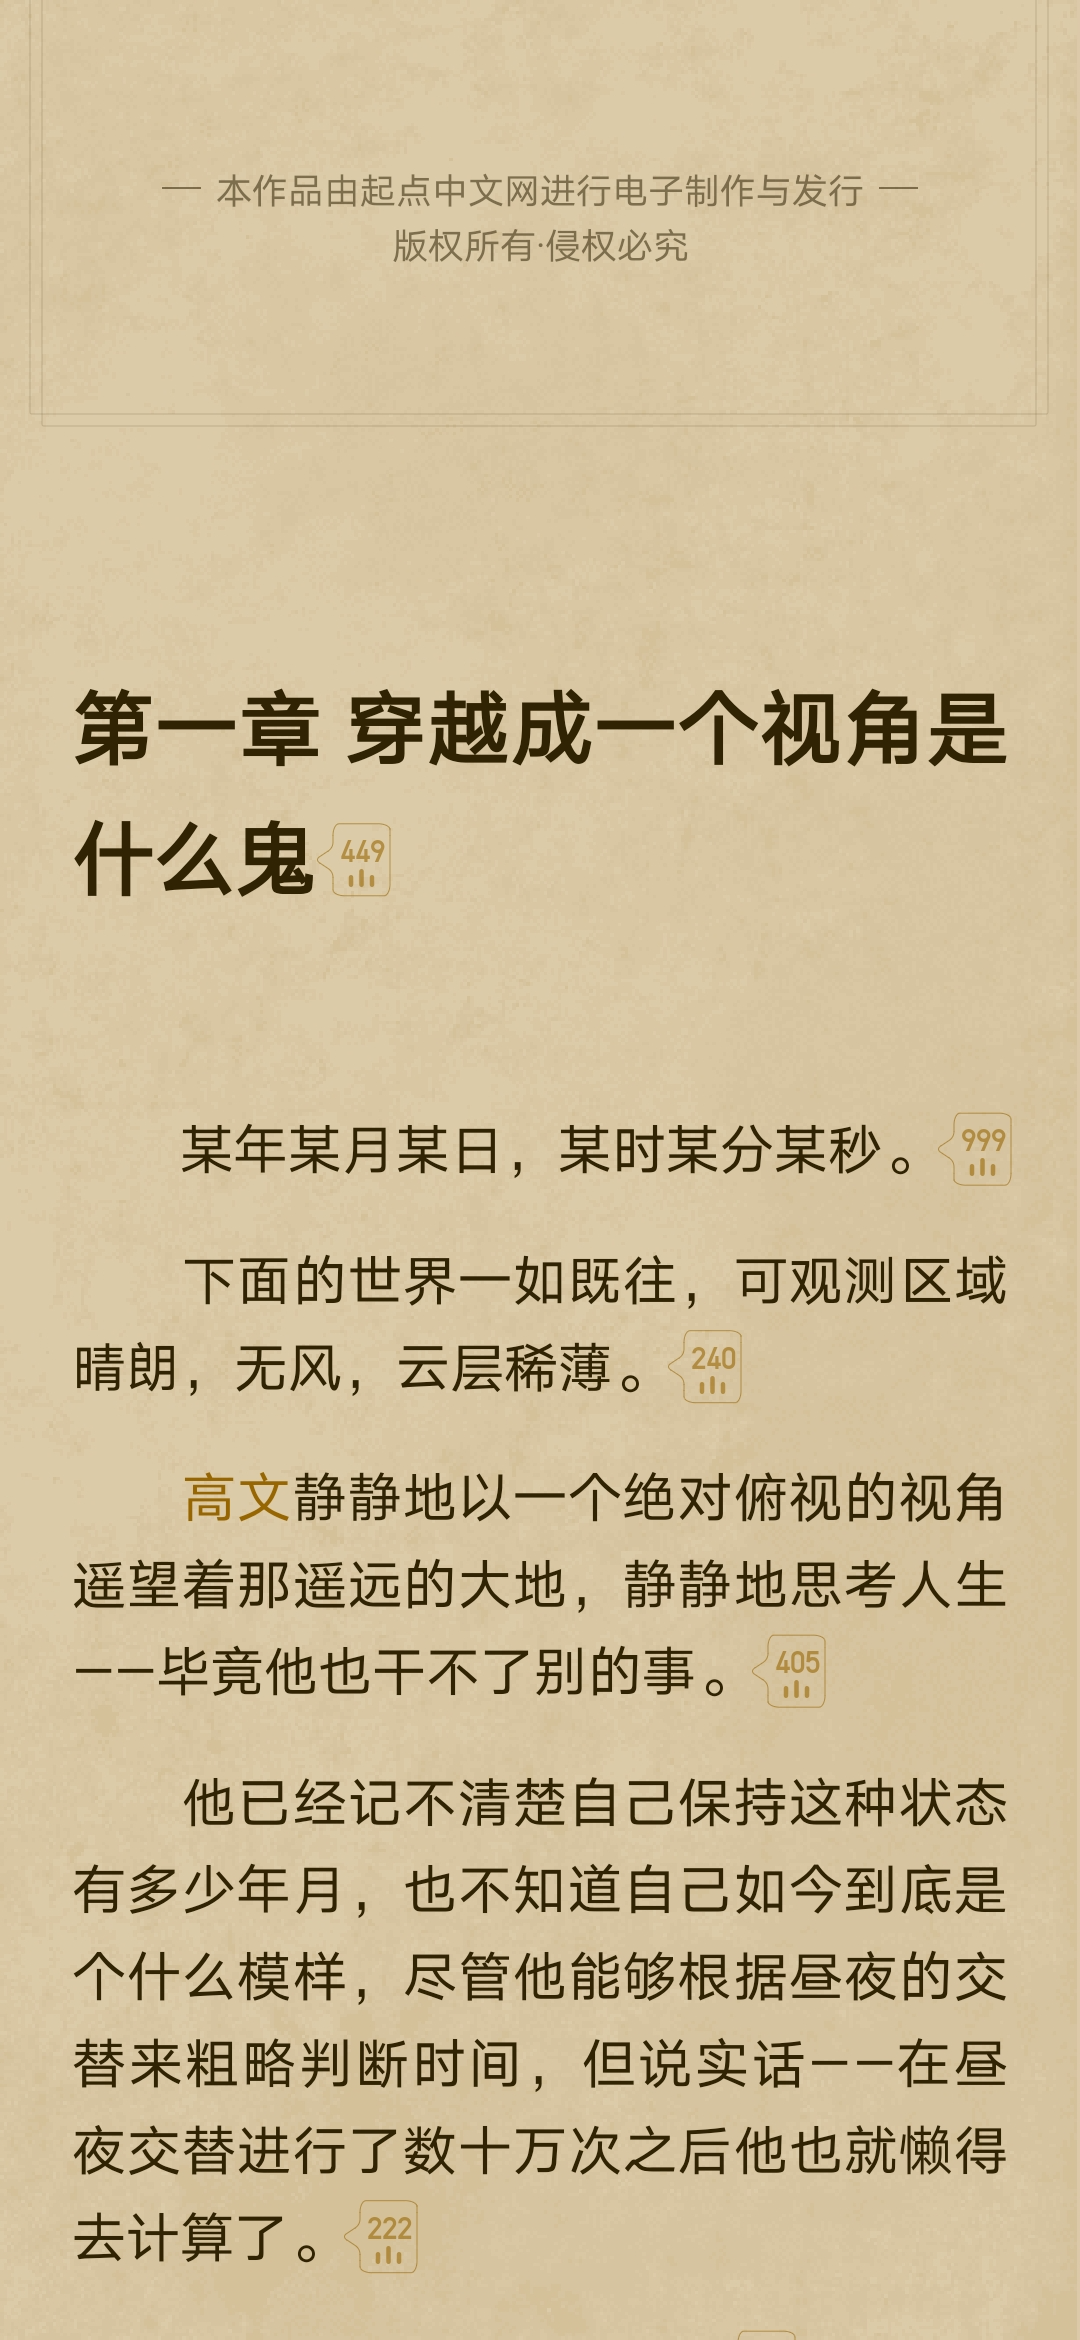 — 本作品由起点中文网进行电子制作与发行 —
版权所有·侵权必究
第一章 穿越成一个视角是
什么鬼 449
某年某月某日，某时某分某秒。 999
下面的世界一如既往，可观测区域
晴朗，无风，云层稀薄。 240
高文静静地以一个绝对俯视的视角
遥望着那遥远的大地，静静地思考人生
——毕竟他也干不了别的事。 405
他已经记不清楚自己保持这种状态
有多少年月，也不知道自己如今到底是
个什么模样，尽管他能够根据昼夜的交
替来粗略判断时间，但说实话——在昼
夜交替进行了数十万次之后他也就懒得
去计算了。 222